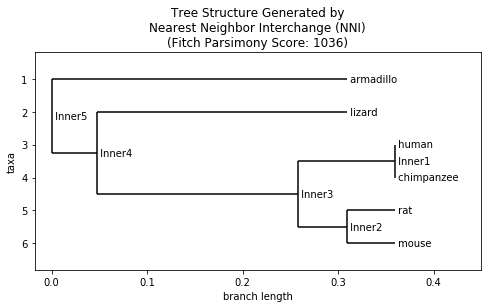 Tree Structure Generated by
Nearest Neighbor Interchange (NNI)
(Fitch Parsimony Score: 1036)
taxa
1
armadillo
Inner5
2
lizard
3
human
Inner4
Inner1
4
chimpanzee
Inner3
5
rat
Inner2
6
mouse
0.0 0.1 0.2 0.3 0.4
branch length